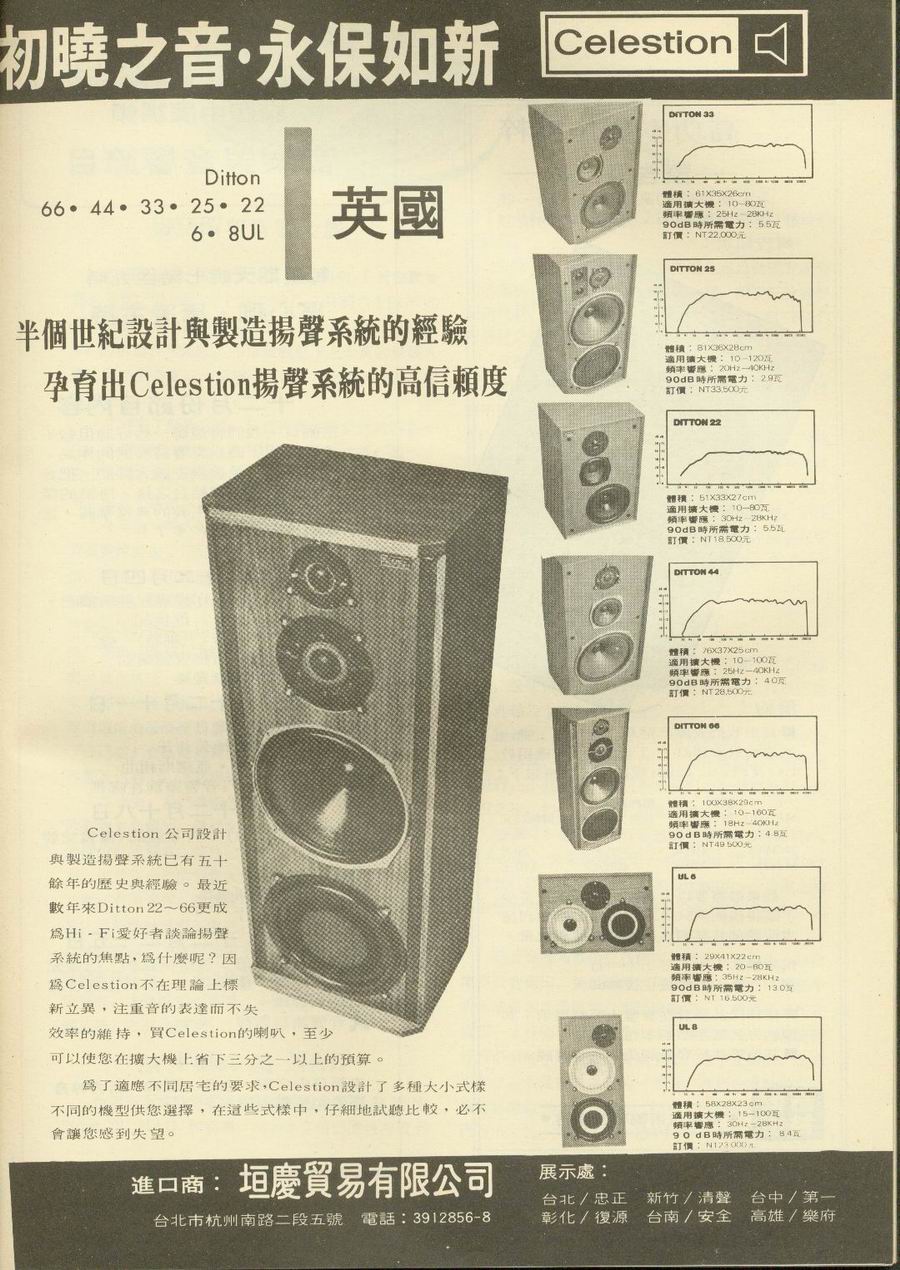 初曉之音·永保如新
Celestion
Ditton
66• 44• 33• 25• 22
6• 8UL
英國
半個世紀設計與製造揚聲系統的經驗
孕育出Celestion揚聲系統的高信賴度
Celestion 公司設計
與製造揚聲系統已有五十
餘年的歷史與經驗。最近
數年來Ditton 22～66更成
爲Hi - Fi愛好者談論揚聲
系統的焦點，爲什麼呢？因
爲Celestion不在理論上標
新立異，注重音的表達而不失
效率的維持，買Celestion的喇叭，至少
可以使您在擴大機上省下三分之一以上的預算。
爲了適應不同居宅的要求，Celestion設計了多種大小式樣
不同的機型供您選擇，在這些式樣中，仔細地試聽比較，必不
會讓您感到失望。
DITTON 33
體積：61X35X26cm
適用擴大機：10—80瓦
頻率響應：25Hz—28KHz
90dB時所需電力：5.5瓦
訂價：NT22,000元
DITTON 25
體積：81X36X28cm
適用擴大機：10—120瓦
頻率響應：20Hz—40KHz
90dB時所需電力：2.9瓦
訂價：NT33,500元
DITTON 22
體積：51X33X27cm
適用擴大機：10—80瓦
頻率響應：30Hz—28KHz
90dB時所需電力：5.5瓦
訂價：NT18,500元
DITTON 44
體積：76X37X25cm
適用擴大機：10—100瓦
頻率響應：25Hz—40KHz
90dB時所需電力：4.0瓦
訂價：NT28,500元
DITTON 66
體積：100X38X29cm
適用擴大機：10—160瓦
頻率響應：18Hz—40KHz
90dB時所需電力：4.8瓦
訂價：NT49,500元
UL 6
體積：29X41X22cm
適用擴大機：20—60瓦
頻率響應：35Hz—28KHz
90dB時所需電力：13.0瓦
訂價：NT 16,500元
UL 8
體積：58X28X23cm
適用擴大機：15—100瓦
頻率響應：30Hz—28KHz
90 dB時所需電力：8.4瓦
訂價：
進口商：垣慶貿易有限公司
台北市杭州南路二段五號 電話：3912856-8
展示處：
台北／忠正 新竹／清聲 台中／第一
彰化／復源 台南／安全 高雄／樂府